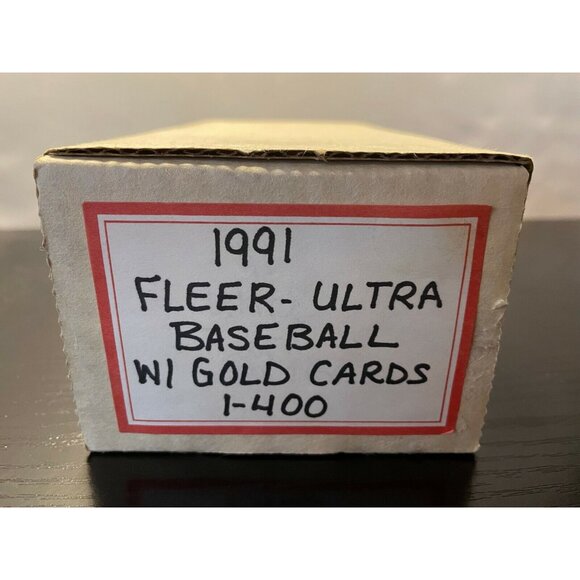 1991
FLEER- ULTRA
BASEBALL
W/ GOLD CARDS
1-400